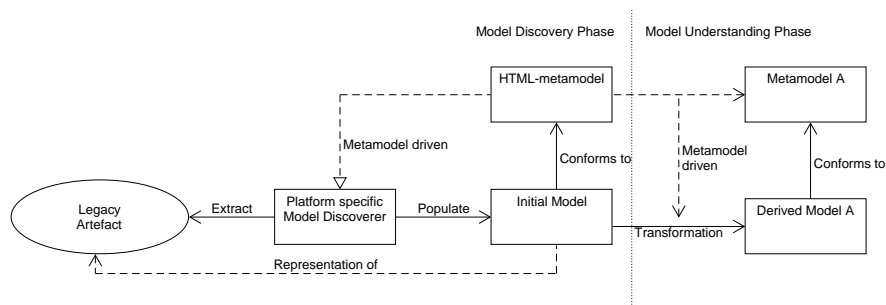 Model Discovery Phase
Model Understanding Phase
HTML-metamodel
Metamodel A
Metamodel driven
Metamodel
driven
Conforms to
Conforms to
Legacy
Artefact
Extract
Platform specific
Model Discoverer
Populate
Initial Model
Transformation
Derived Model A
Representation of